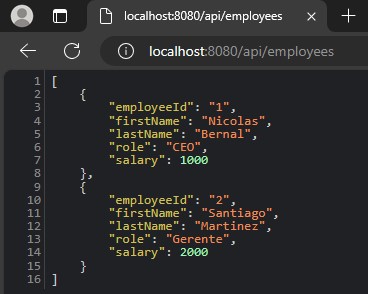 localhost:8080/api/employees
localhost:8080/api/employees
1 [
2     {
3         "employeeId": "1",
4         "firstName": "Nicolas",
5         "lastName": "Bernal",
6         "role": "CEO",
7         "salary": 1000
8     },
9     {
10         "employeeId": "2",
11         "firstName": "Santiago",
12         "lastName": "Martinez",
13         "role": "Gerente",
14         "salary": 2000
15     }
16 ]